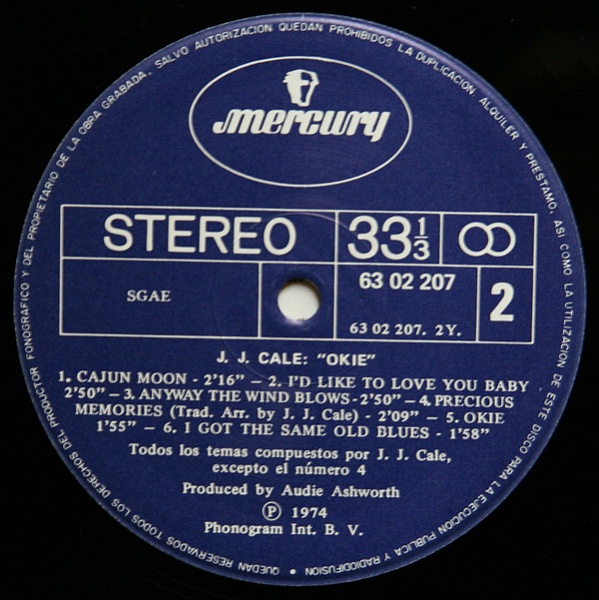 mercury
STEREO
33 1/3
63 02 207
SGAE
63 02 207. 2Y.
2
J. J. CALE: "OKIE"
1. CAJUN MOON - 2'16" – 2. I'D LIKE TO LOVE YOU BABY
2'50" – 3. ANYWAY THE WIND BLOWS - 2'50" – 4. PRECIOUS
MEMORIES (Trad. Arr. by J. J. Cale) - 2'09" – 5. OKIE
1'55" – 6. I GOT THE SAME OLD BLUES - 1'58"
Todos los temas compuestos por J. J. Cale,
excepto el número 4
Produced by Audie Ashworth
Ⓟ 1974
Phonogram Int. B. V.
QUEDAN RESERVADOS TODOS LOS DERECHOS DEL PRODUCTOR FONOGRAFICO Y DEL PROPIETARIO DE LA OBRA GRABADA. SALVO AUTORIZACION QUEDAN PROHIBIDOS LA DUPLICACION, ALQUILER Y PRESTAMO, ASI COMO LA UTILIZACION DE ESTE DISCO PARA LA EJECUCION PUBLICA Y RADIODIFUSION